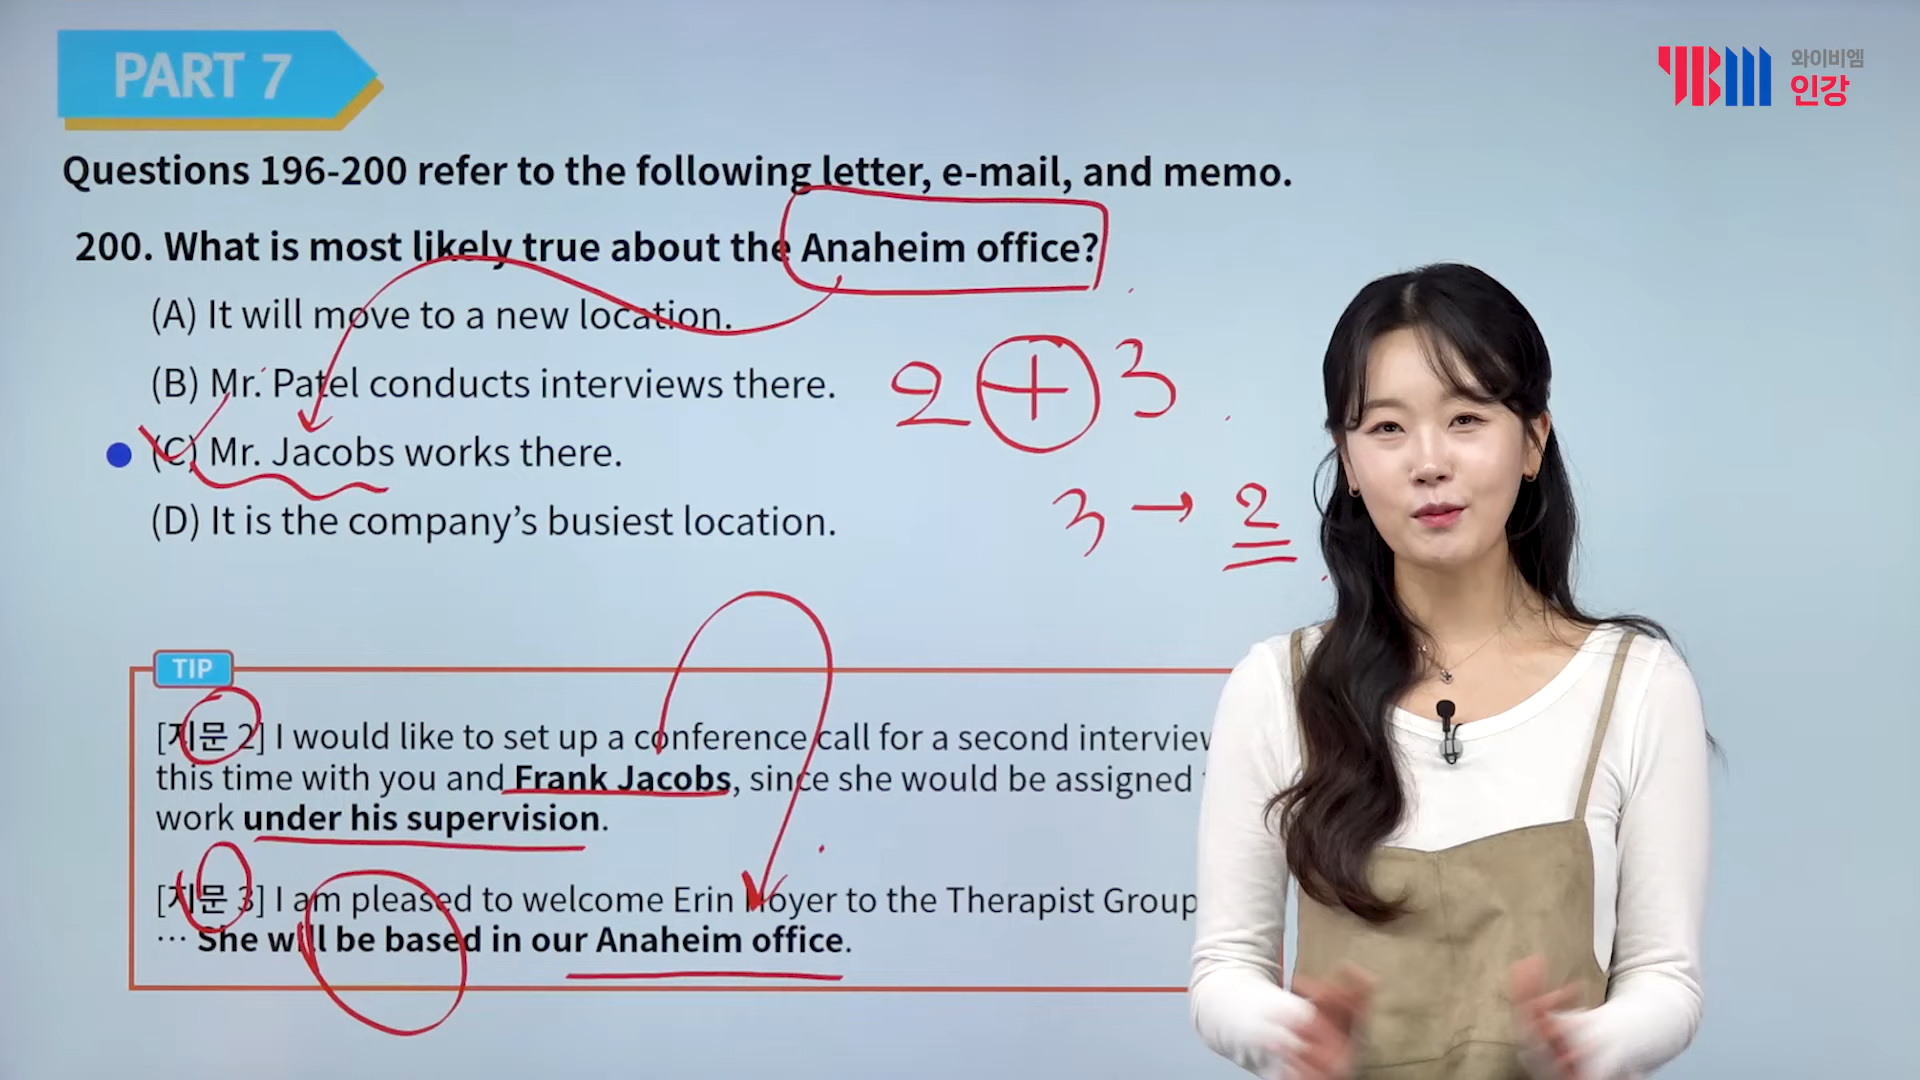 PART 7
YBM
와이비엠
인강
Questions 196-200 refer to the following letter, e-mail, and memo.
200. What is most likely true about the Anaheim office?
(A) It will move to a new location.
(B) Mr. Patel conducts interviews there.
(C) Mr. Jacobs works there.
(D) It is the company's busiest location.
2 + 3
3 → 2
TIP
[지문 2] I would like to set up a conference call for a second interview
this time with you and Frank Jacobs, since she would be assigned
work under his supervision.
[지문 3] I am pleased to welcome Erin Moyer to the Therapist Group
… She will be based in our Anaheim office.